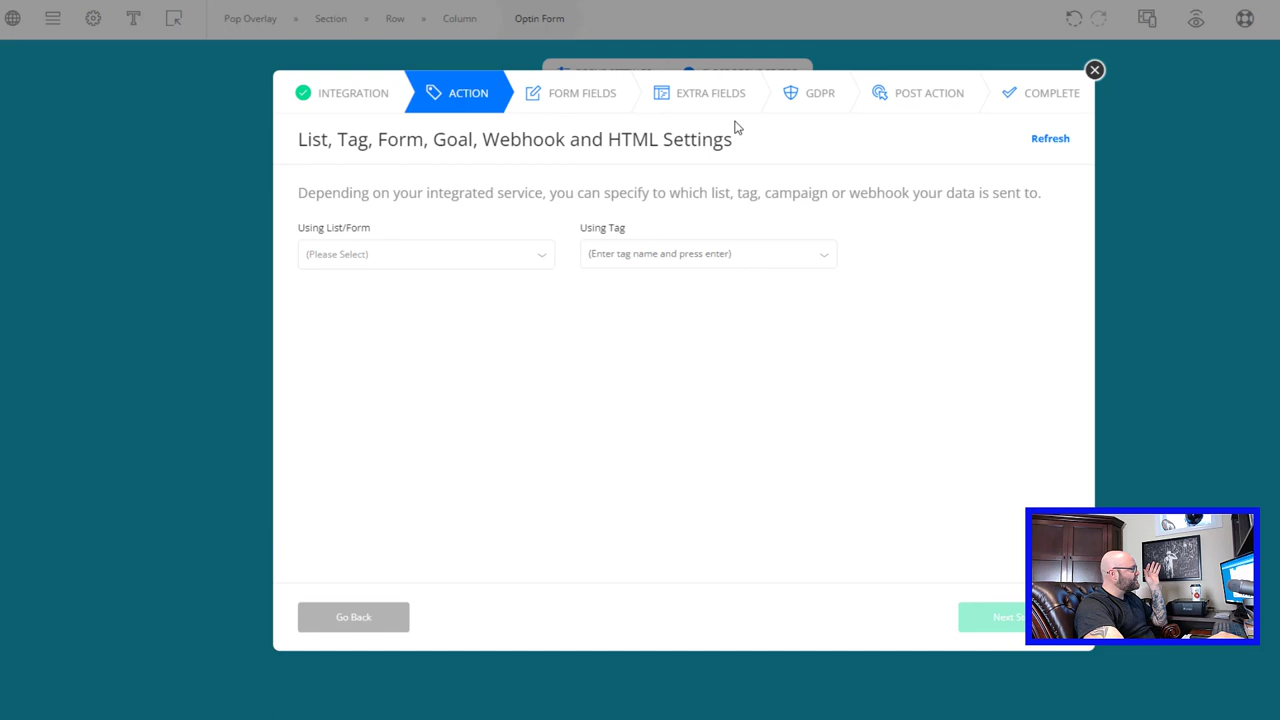 Pop Overlay » Section » Row » Column Optin Form
INTEGRATION ACTION FORM FIELDS EXTRA FIELDS GDPR POST ACTION COMPLETE
List, Tag, Form, Goal, Webhook and HTML Settings
Refresh
Depending on your integrated service, you can specify to which list, tag, campaign or webhook your data is sent to.
Using List/Form Using Tag
(Please Select) (Enter tag name and press enter)
Go Back Next